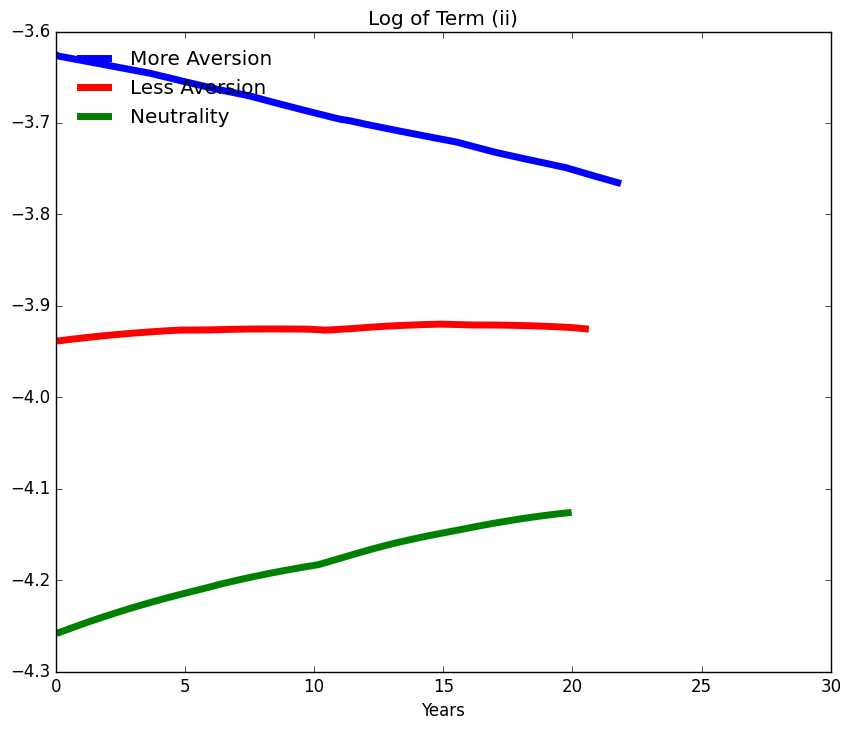 Log of Term (ii)
−3.6
−3.7
−3.8
−3.9
−4.0
−4.1
−4.2
−4.3
More Aversion
Less Aversion
Neutrality
0 5 10 15 20 25 30
Years